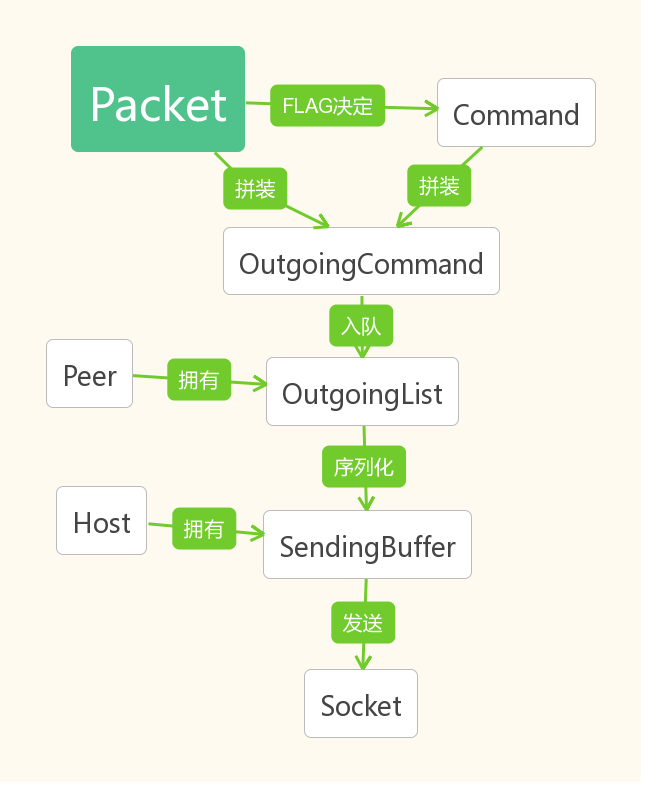 Packet
FLAG决定
Command
拼装
拼装
OutgoingCommand
入队
Peer
拥有
OutgoingList
序列化
Host
拥有
SendingBuffer
发送
Socket